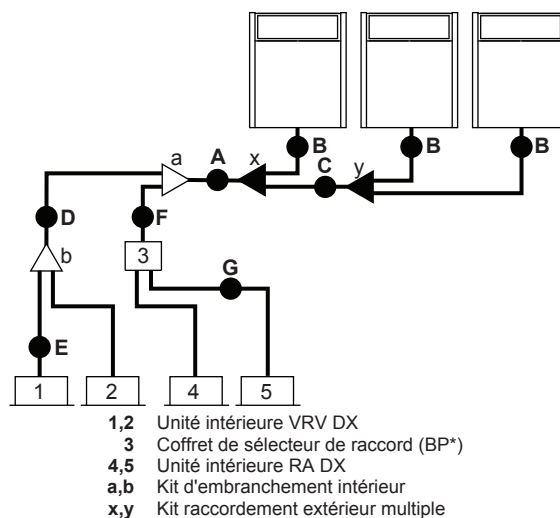 B
B
B
a
A
x
C
y
D
F
b
3
G
E
1
2
4
5
1,2 Unité intérieure VRV DX
3 Coffret de sélecteur de raccord (BP*)
4,5 Unité intérieure RA DX
a,b Kit d'embranchement intérieur
x,y Kit raccordement extérieur multiple